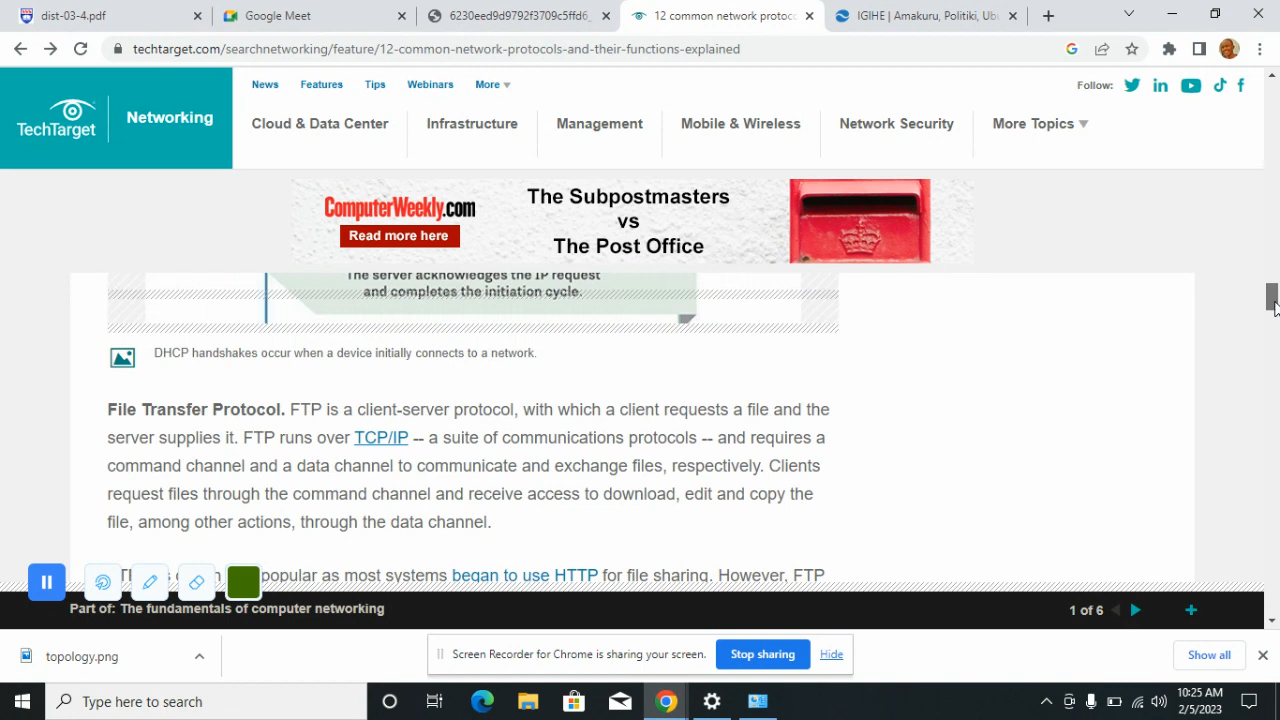 dist-03-4.pdf
Google Meet
6230eed9d9792f3709c5ffd6_
12 common network protoco
IGIHE | Amakuru, Politiki, Ubu
techtarget.com/searchnetworking/feature/12-common-network-protocols-and-their-functions-explained
News Features Tips Webinars More
Follow:
TechTarget
Networking
Cloud & Data Center Infrastructure Management Mobile & Wireless Network Security More Topics
ComputerWeekly.com
Read more here
The Subpostmasters
vs
The Post Office
The server acknowledges the IP request
and completes the initiation cycle.
DHCP handshakes occur when a device initially connects to a network.
File Transfer Protocol. FTP is a client-server protocol, with which a client requests a file and the
server supplies it. FTP runs over TCP/IP -- a suite of communications protocols -- and requires a
command channel and a data channel to communicate and exchange files, respectively. Clients
request files through the command channel and receive access to download, edit and copy the
file, among other actions, through the data channel.
popular as most systems began to use HTTP for file sharing. However, FTP
Part of: The fundamentals of computer networking
1 of 6
topology.png
Screen Recorder for Chrome is sharing your screen. Stop sharing Hide
Show all
Type here to search
10:25 AM
2/5/2023